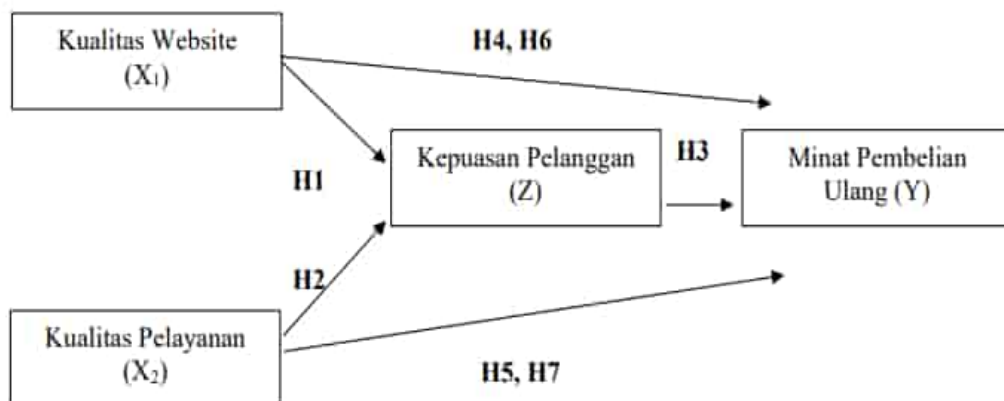 Kualitas Website
(X₁)
H4, H6
H1
Kepuasan Pelanggan
(Z)
H3
Minat Pembelian
Ulang (Y)
H2
Kualitas Pelayanan
(X₂)
H5, H7